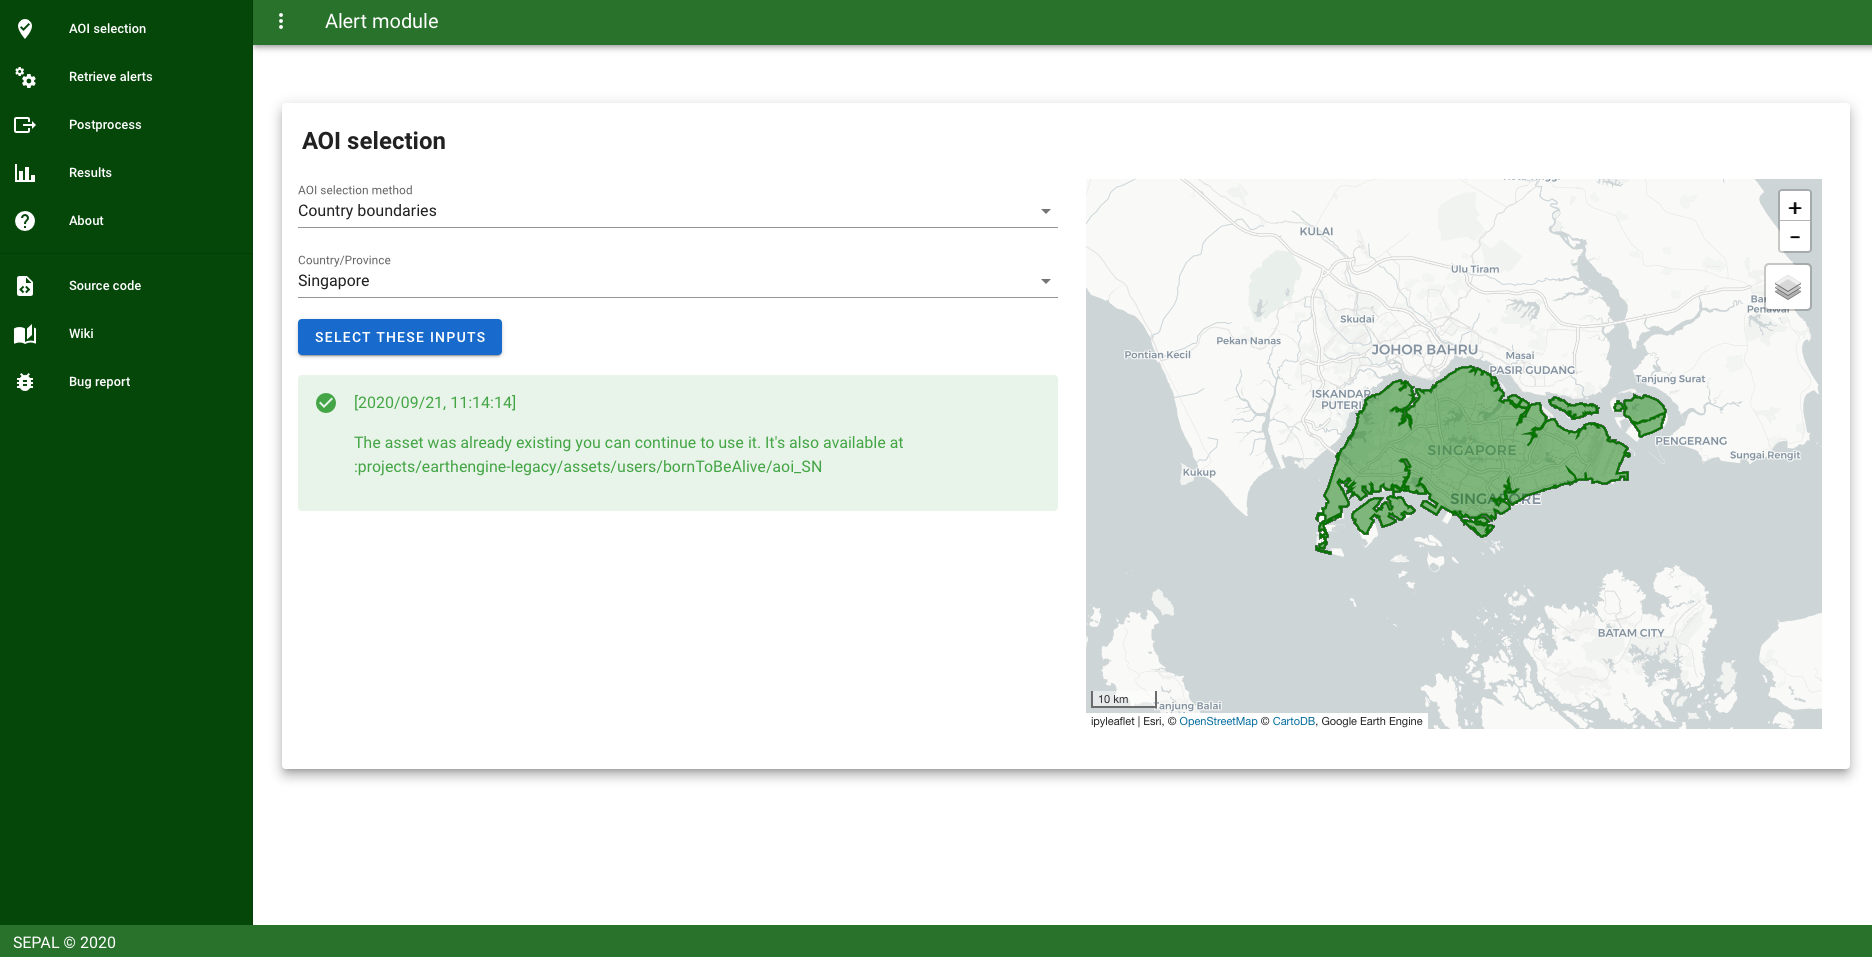 AOI selection
Retrieve alerts
Postprocess
Results
About
Source code
Wiki
Bug report
Alert module
AOI selection
AOI selection method
Country boundaries
Country/Province
Singapore
SELECT THESE INPUTS
[2020/09/21, 11:14:14]
The asset was already existing you can continue to use it. It's also available at
:projects/earthengine-legacy/assets/users/bornToBeAlive/aoi_SN
+
-
KULAI
Ulu Tiram
Penawar
Skudai
Pekan Nanas
Pontian Kecil
JOHOR BAHRU
Masai
PASIR GUDANG
Tanjung Surat
ISKANDAR
PUTERI
SINGAPORE
PENGERANG
Sungai Rengit
Kukup
SINGAPORE
BATAM CITY
10 km
Tanjung Balai
ipyleaflet | Esri, © OpenStreetMap © CartoDB, Google Earth Engine
SEPAL © 2020